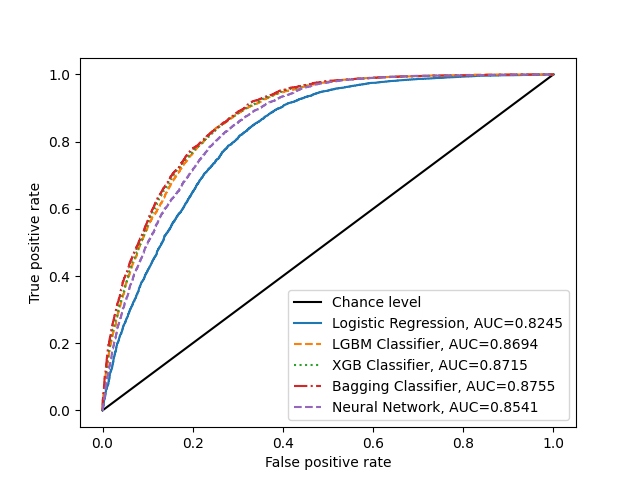 1.0
0.8
0.6
0.4
0.2
0.0
True positive rate
Chance level
Logistic Regression, AUC=0.8245
LGBM Classifier, AUC=0.8694
XGB Classifier, AUC=0.8715
Bagging Classifier, AUC=0.8755
Neural Network, AUC=0.8541
0.0 0.2 0.4 0.6 0.8 1.0
False positive rate